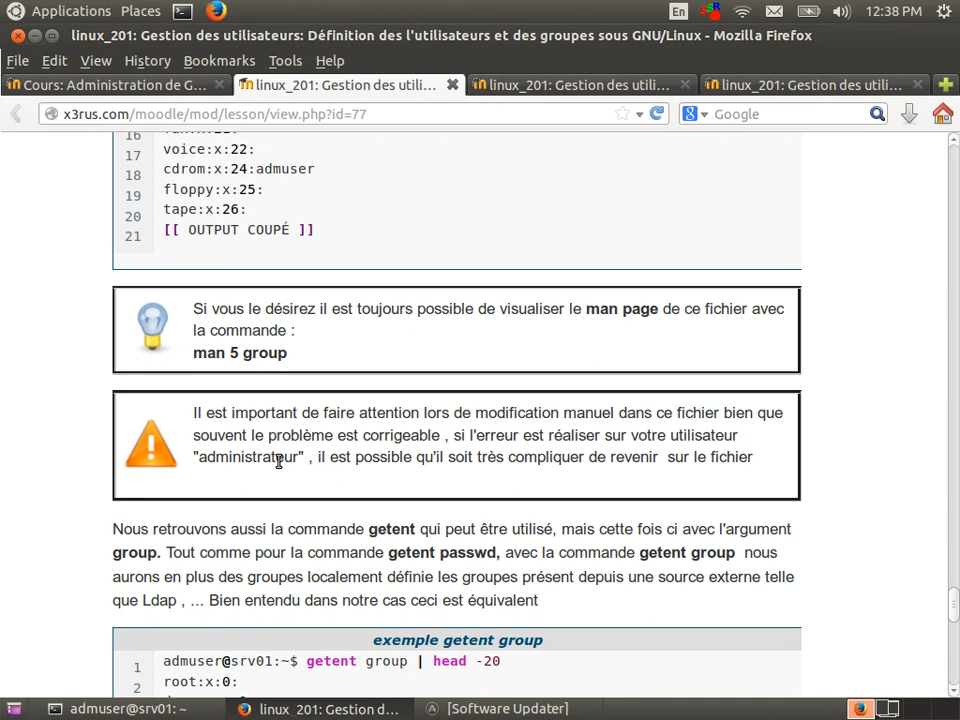 Applications Places En 12:38 PM
linux_201: Gestion des utilisateurs: Définition des l'utilisateurs et des groupes sous GNU/Linux - Mozilla Firefox
File Edit View History Bookmarks Tools Help
Cours: Administration de G... linux_201: Gestion des utili... linux_201: Gestion des utili... linux_201: Gestion des utili...
x3rus.com/moodle/mod/lesson/view.php?id=77 Google
16
17 voice:x:22:
18 cdrom:x:24:admuser
19 floppy:x:25:
20 tape:x:26:
21 [[ OUTPUT COUPÉ ]]
Si vous le désirez il est toujours possible de visualiser le man page de ce fichier avec
la commande :
man 5 group
Il est important de faire attention lors de modification manuel dans ce fichier bien que
souvent le problème est corrigeable , si l'erreur est réaliser sur votre utilisateur
"administrateur" , il est possible qu'il soit très compliquer de revenir sur le fichier
Nous retrouvons aussi la commande getent qui peut être utilisé, mais cette fois ci avec l'argument
group. Tout comme pour la commande getent passwd, avec la commande getent group nous
aurons en plus des groupes localement définie les groupes présent depuis une source externe telle
que Ldap , ... Bien entendu dans notre cas ceci est équivalent
exemple getent group
1 admuser@srv01:~$ getent group | head -20
2 root:x:0:
admuser@srv01: ~ linux_201: Gestion d... [Software Updater]